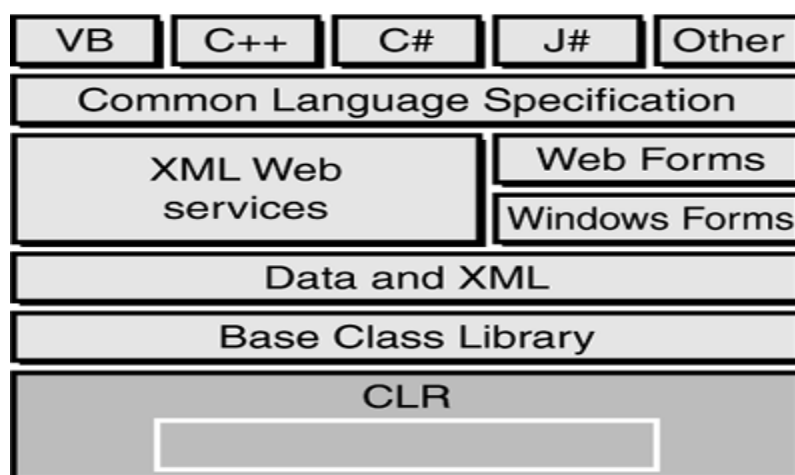 VB C++ C# J# Other
Common Language Specification
XML Web
services
Web Forms
Windows Forms
Data and XML
Base Class Library
CLR